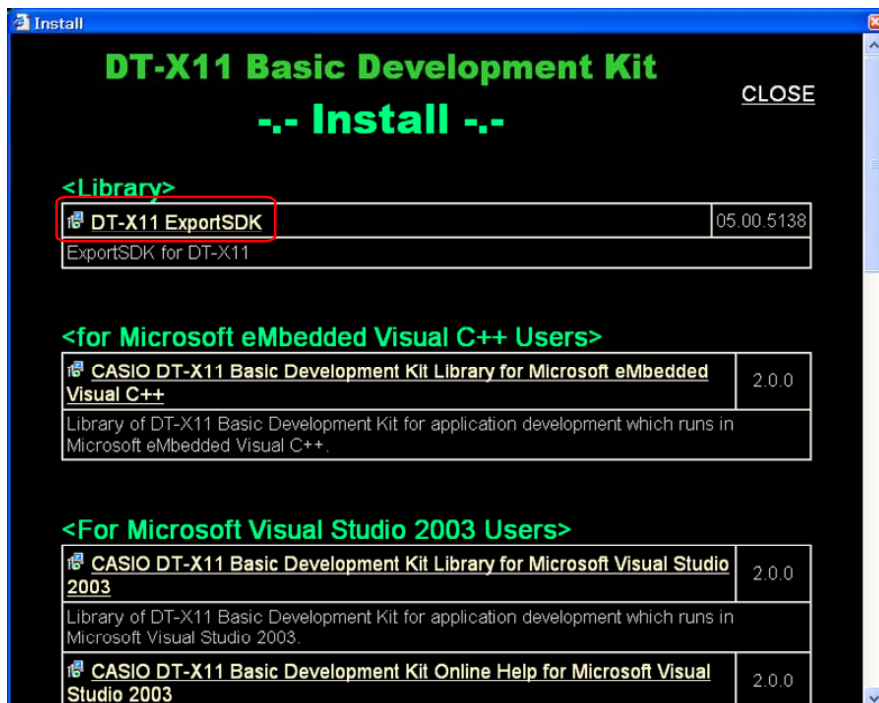 Install
DT-X11 Basic Development Kit
CLOSE
-.- Install -.-
<Library>
DT-X11 ExportSDK
05.00.5138
ExportSDK for DT-X11
<for Microsoft eMbedded Visual C++ Users>
CASIO DT-X11 Basic Development Kit Library for Microsoft eMbedded
Visual C++
2.0.0
Library of DT-X11 Basic Development Kit for application development which runs in
Microsoft eMbedded Visual C++.
<For Microsoft Visual Studio 2003 Users>
CASIO DT-X11 Basic Development Kit Library for Microsoft Visual Studio
2003
2.0.0
Library of DT-X11 Basic Development Kit for application development which runs in
Microsoft Visual Studio 2003.
CASIO DT-X11 Basic Development Kit Online Help for Microsoft Visual
Studio 2003
2.0.0